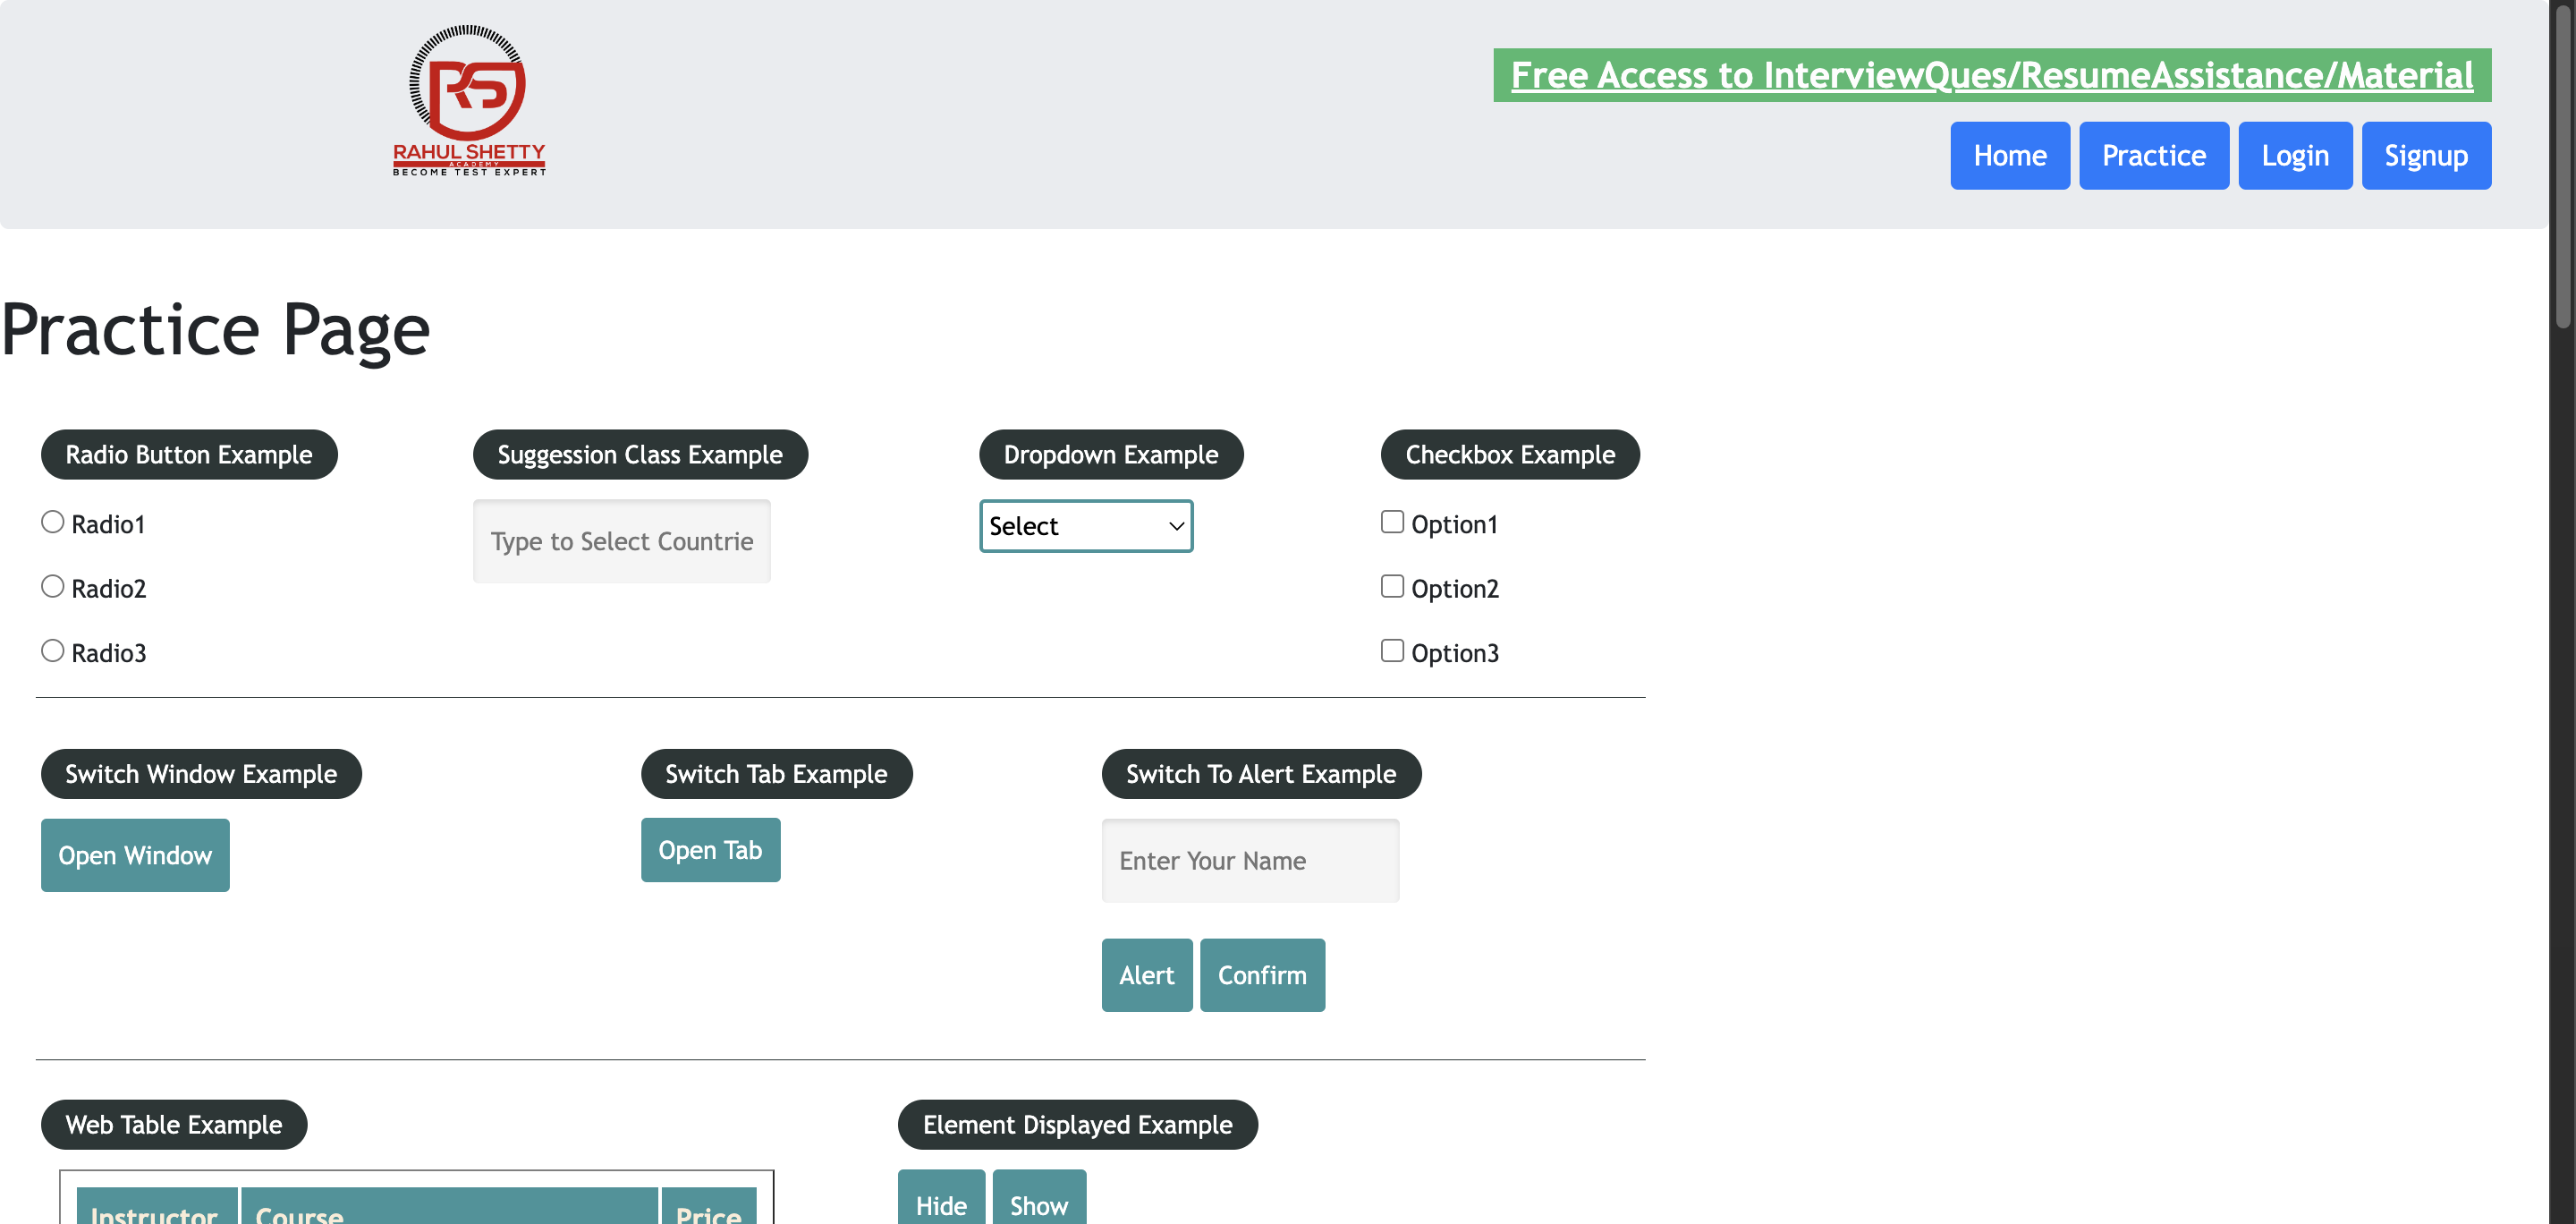 RS
RAHUL SHETTY
ACADEMY
BECOME TEST EXPERT
Free Access to InterviewQues/ResumeAssistance/Material
Home Practice Login Signup
Practice Page
Radio Button Example
Radio1
Radio2
Radio3
Suggession Class Example
Type to Select Countrie
Dropdown Example
Select
Checkbox Example
Option1
Option2
Option3
Switch Window Example
Open Window
Switch Tab Example
Open Tab
Switch To Alert Example
Enter Your Name
Alert Confirm
Web Table Example
Instructor Course Price
Element Displayed Example
Hide Show